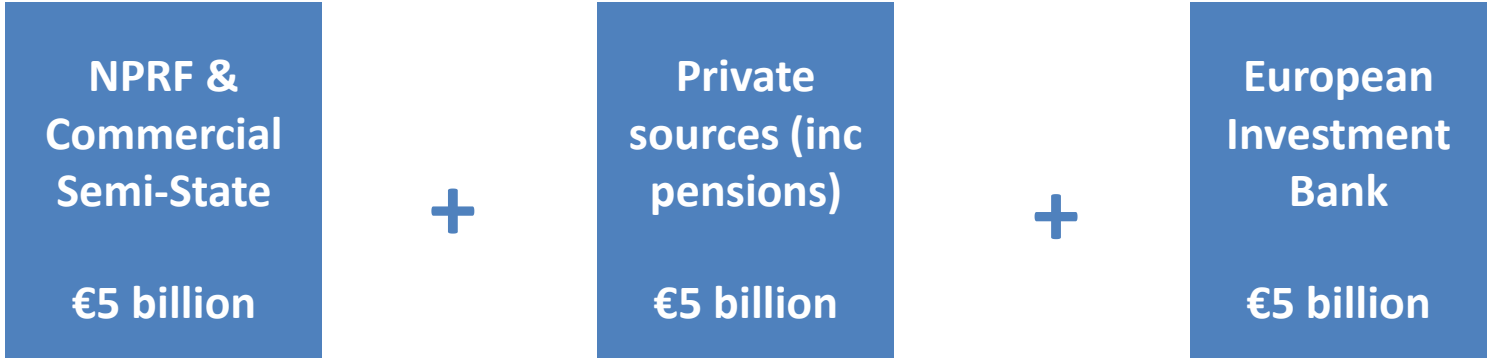 NPRF &
Commercial
Semi-State
€5 billion
+
Private
sources (inc
pensions)
€5 billion
+
European
Investment
Bank
€5 billion